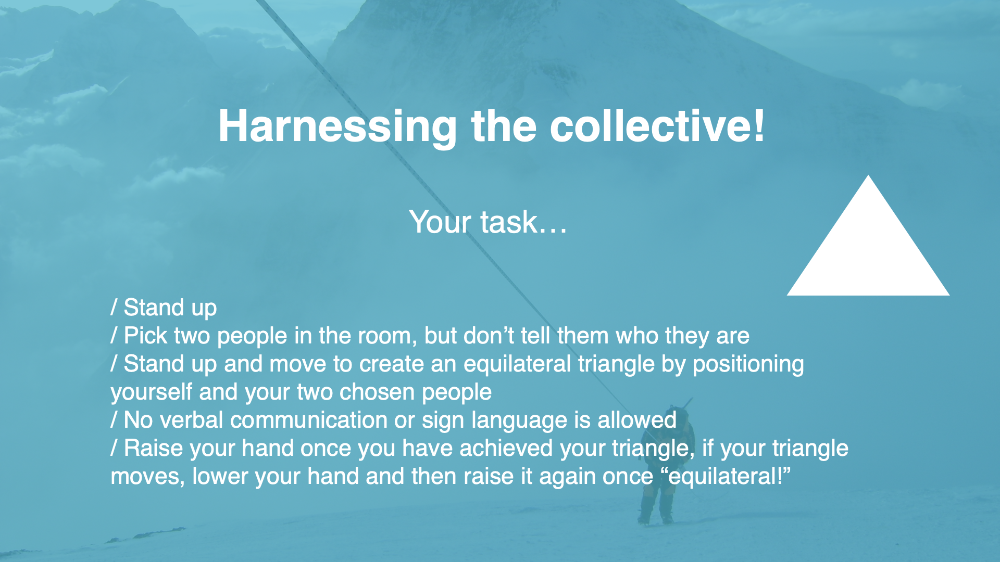 Harnessing the collective!
Your task…
/ Stand up
/ Pick two people in the room, but don’t tell them who they are
/ Stand up and move to create an equilateral triangle by positioning
yourself and your two chosen people
/ No verbal communication or sign language is allowed
/ Raise your hand once you have achieved your triangle, if your triangle
moves, lower your hand and then raise it again once “equilateral!”